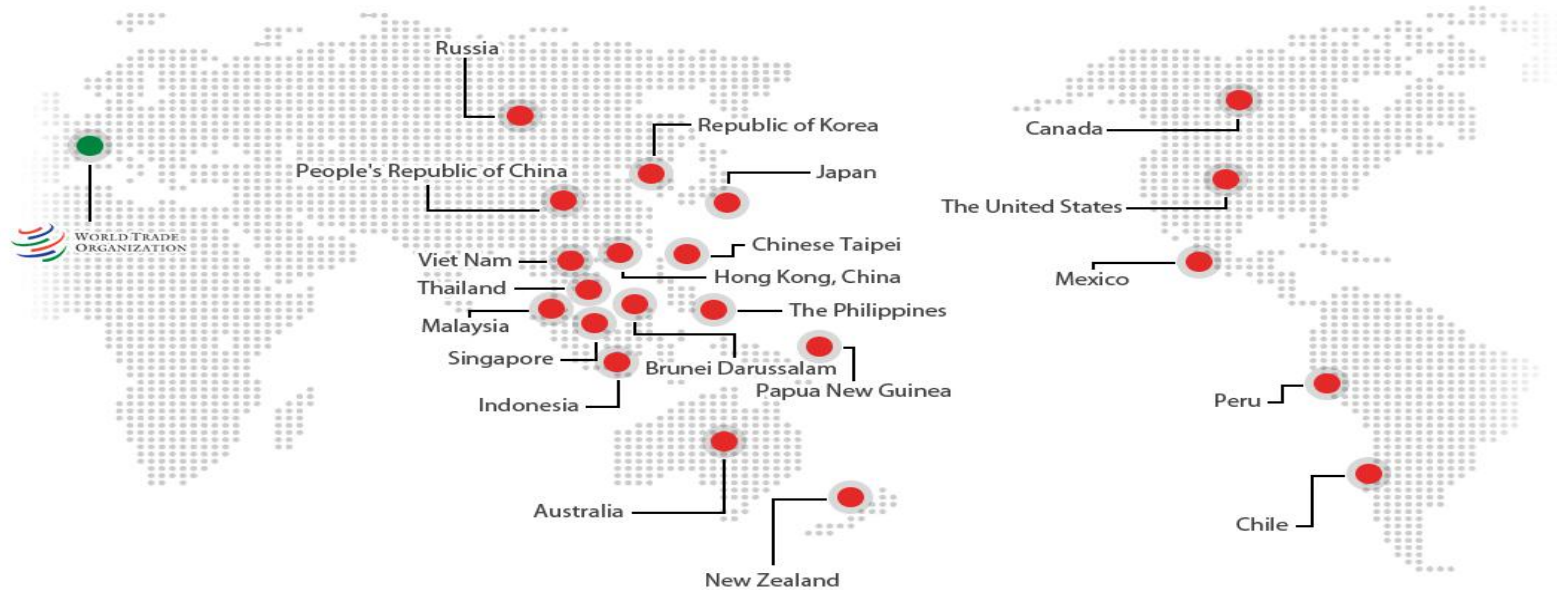 Russia
Republic of Korea
Canada
People's Republic of China
Japan
The United States
WORLD TRADE
ORGANIZATION
Chinese Taipei
Viet Nam
Hong Kong, China
Mexico
Thailand
The Philippines
Malaysia
Singapore
Brunei Darussalam
Papua New Guinea
Indonesia
Peru
Australia
Chile
New Zealand